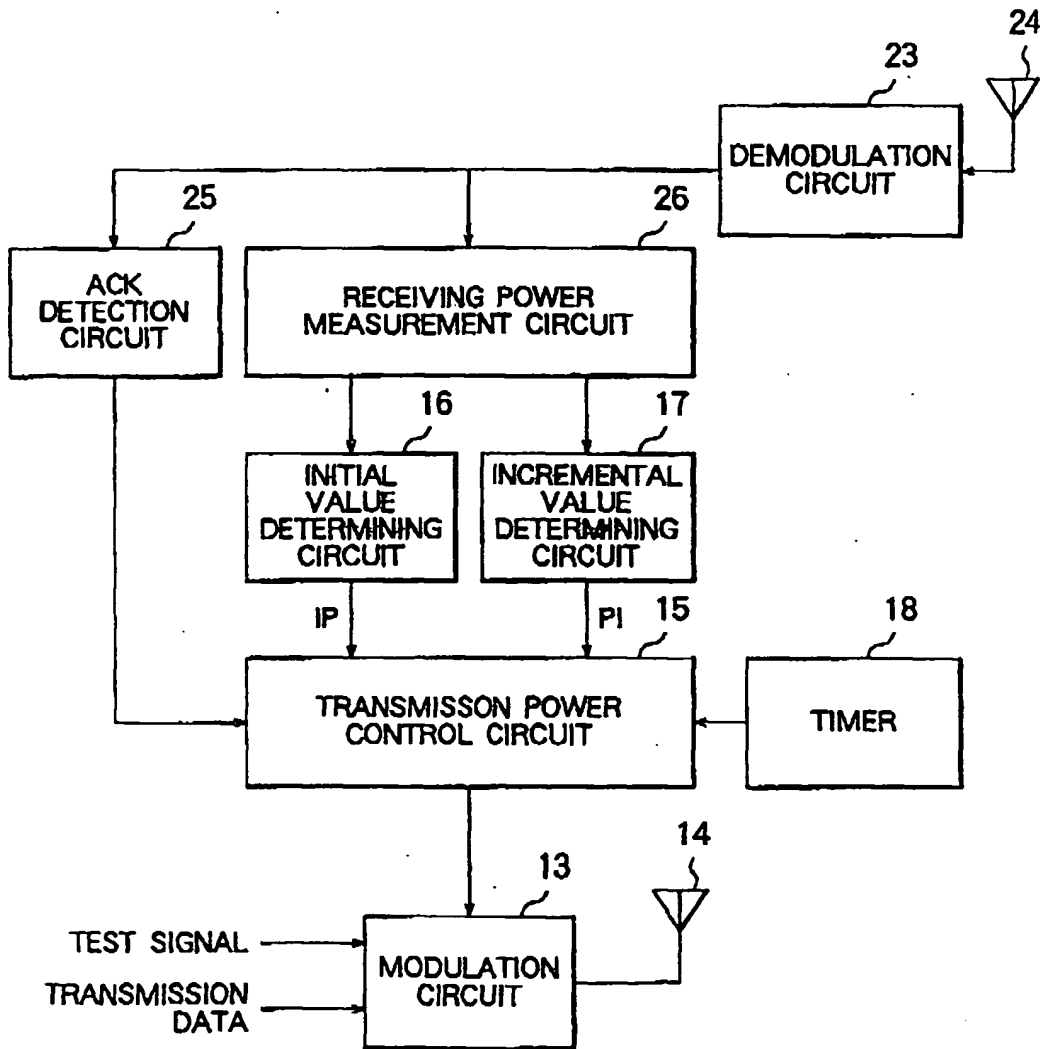 24
23
DEMODULATION
CIRCUIT
25
26
ACK
DETECTION
CIRCUIT
RECEIVING POWER
MEASUREMENT CIRCUIT
16
17
INITIAL
VALUE
DETERMINING
CIRCUIT
INCREMENTAL
VALUE
DETERMINING
CIRCUIT
IP
PI
15
18
TRANSMISSON POWER
CONTROL CIRCUIT
TIMER
14
13
TEST SIGNAL
TRANSMISSION
DATA
MODULATION
CIRCUIT